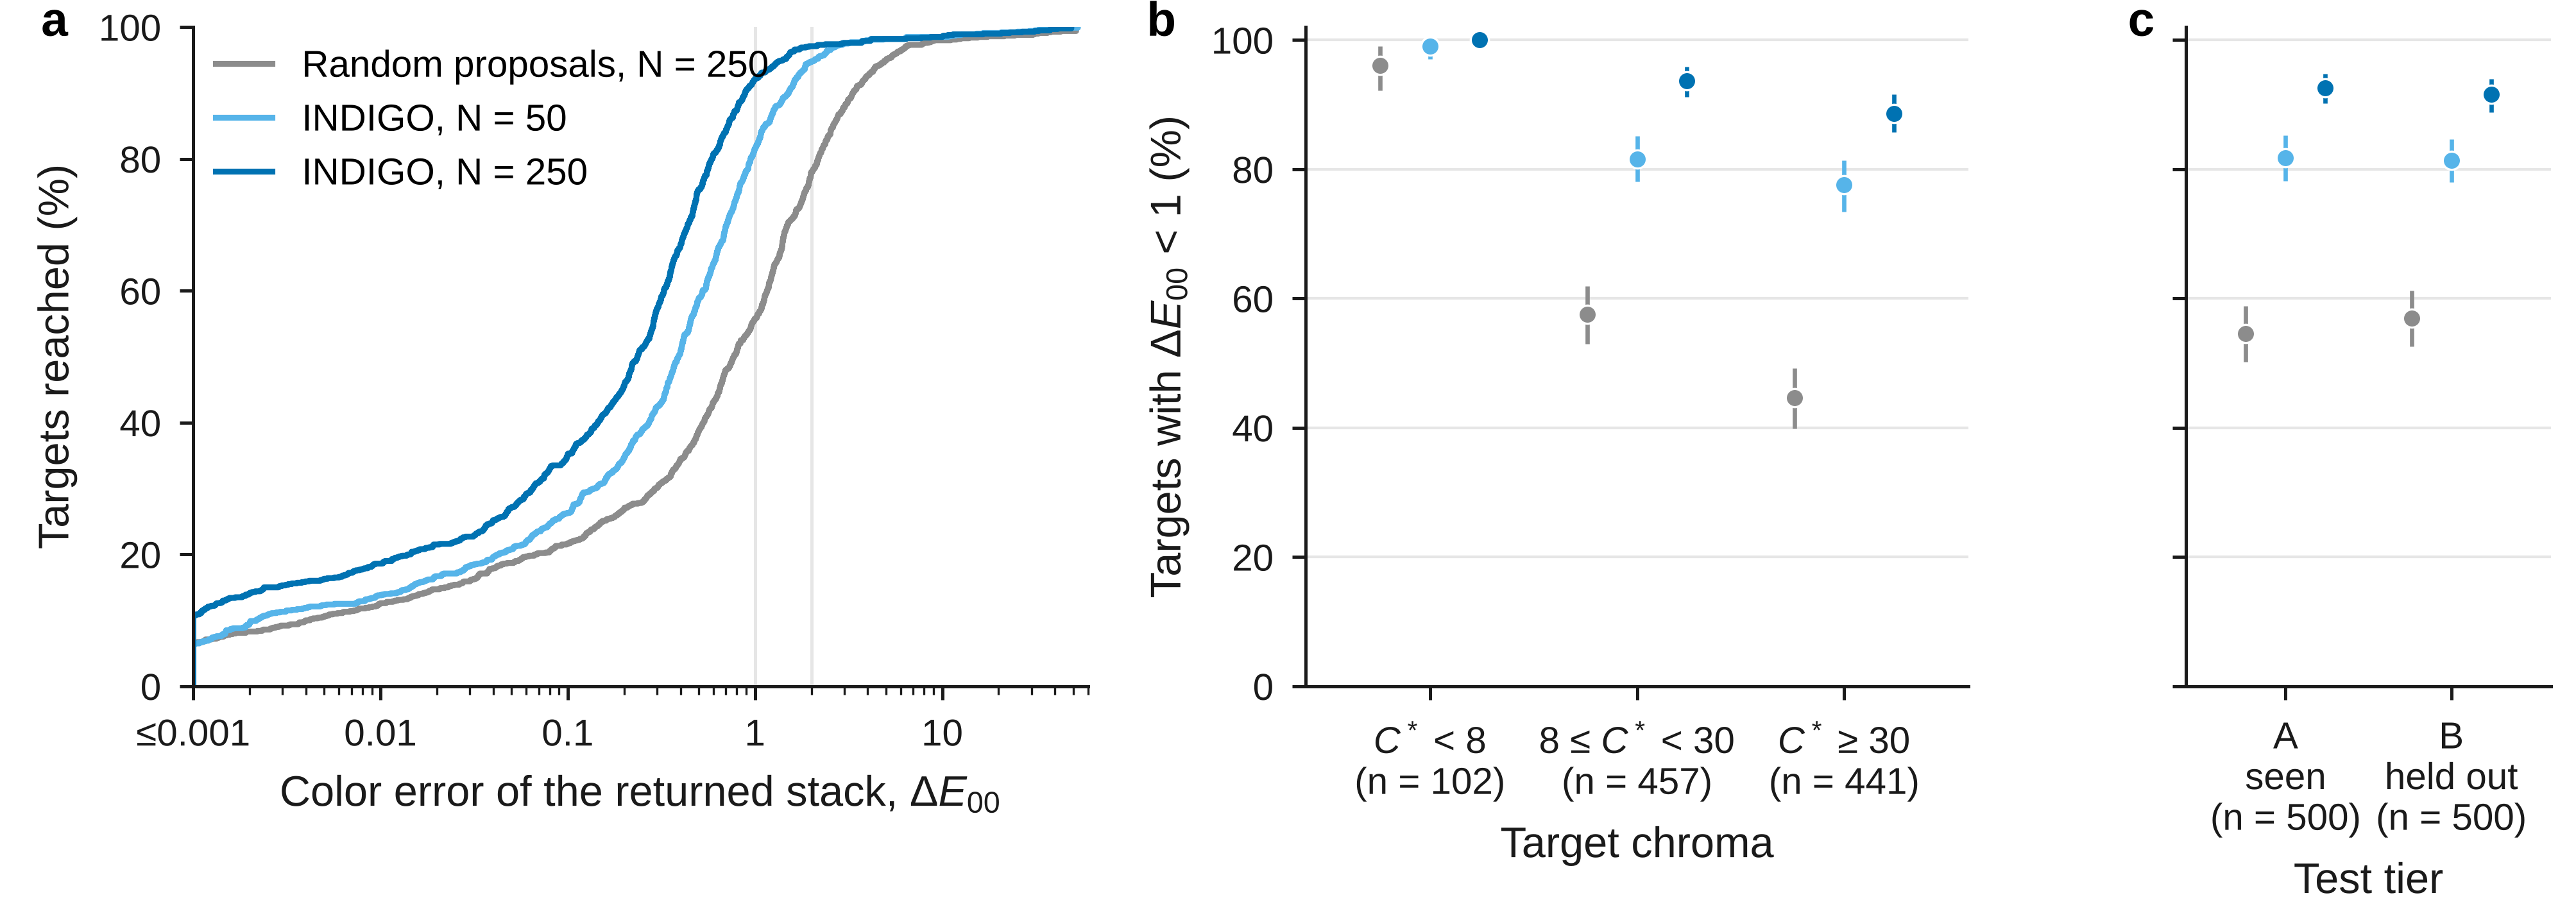 a
100
80
60
40
20
0
Targets reached (%)
Random proposals, N = 250
INDIGO, N = 50
INDIGO, N = 250
≤0.001 0.01 0.1 1 10
Color error of the returned stack, ΔE00
b
100
80
60
40
20
0
Targets with ΔE00 < 1 (%)
C* < 8 8 ≤ C* < 30 C* ≥ 30
(n = 102) (n = 457) (n = 441)
Target chroma
c
A B
seen held out
(n = 500) (n = 500)
Test tier